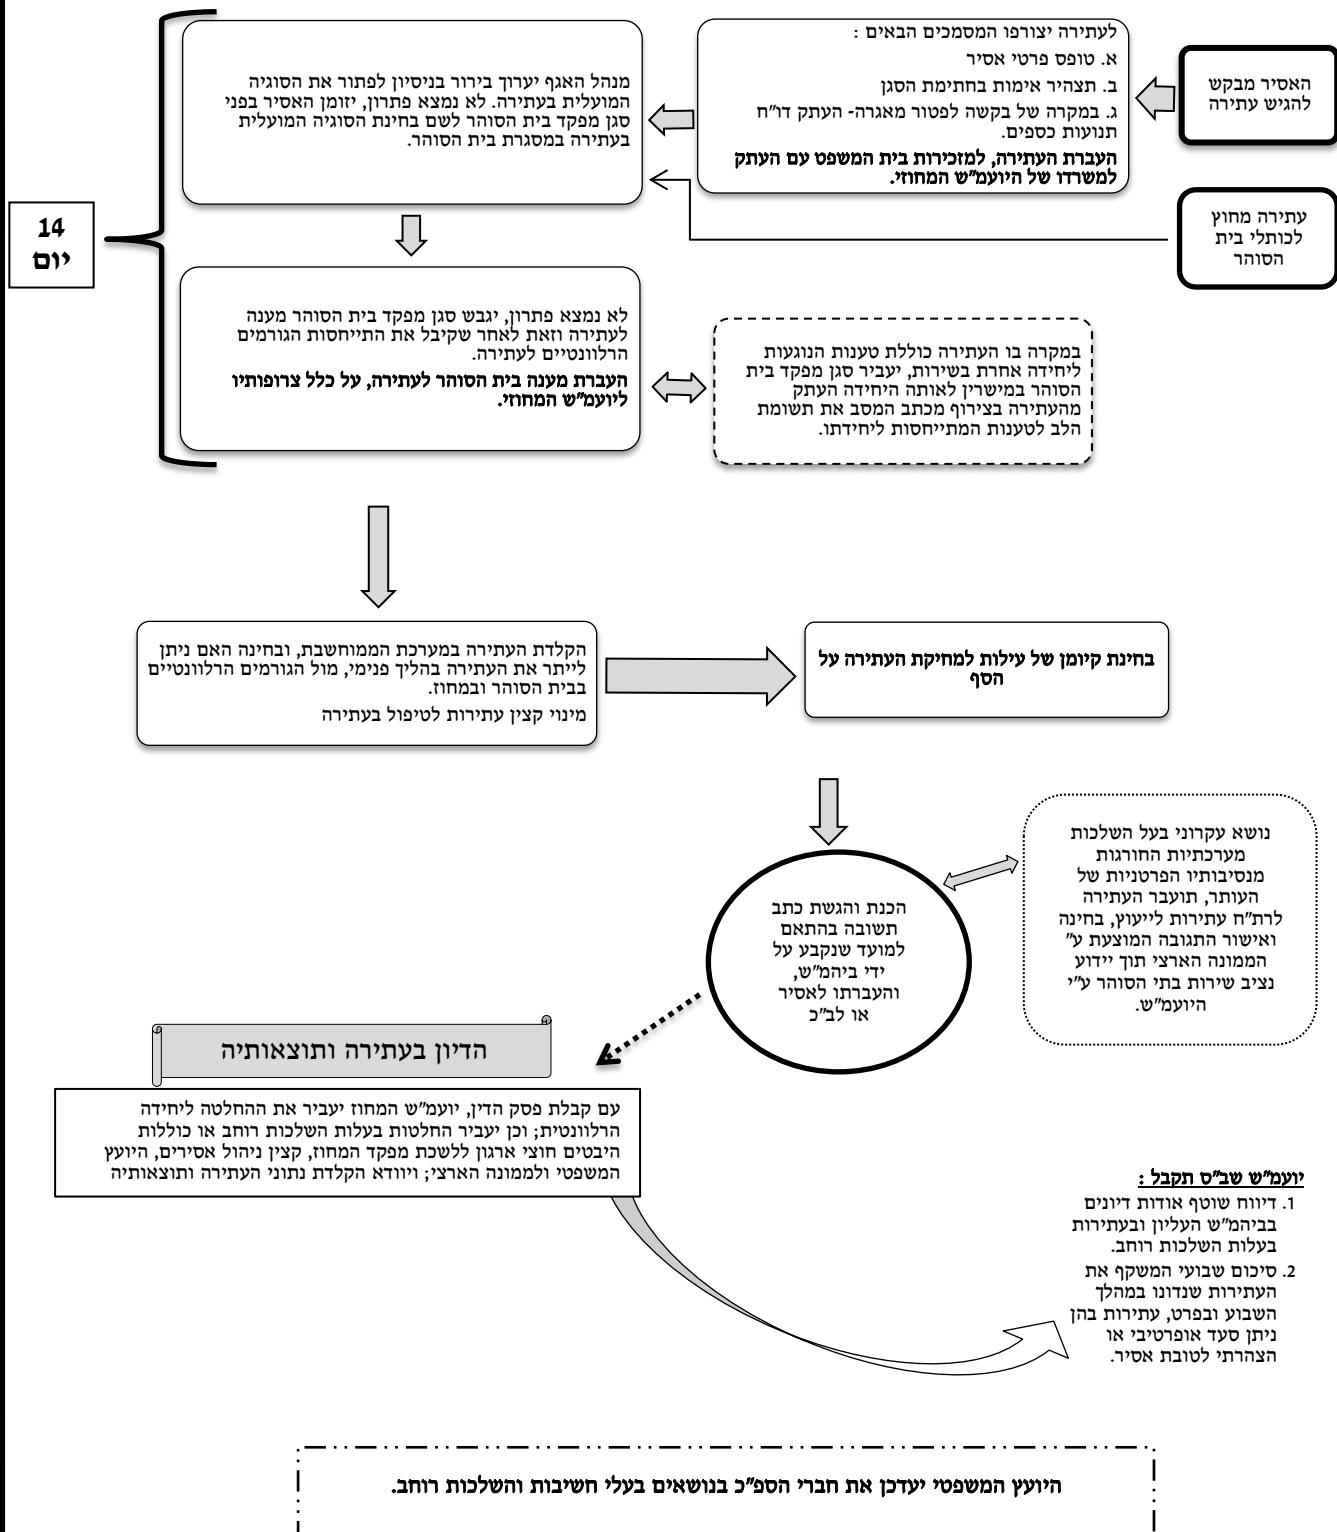 האסיר מבקש
להגיש עתירה
לעתירה יצורפו המסמכים הבאים :
א. טופס פרטי אסיר
ב. תצהיר אימות בחתימת הסגן
ג. במקרה של בקשה לפטור מאגרה- העתק דו"ח
תנועות כספים.
העברת העתירה, למזכירות בית המשפט עם העתק
למשרדו של היועמ"ש המחוזי.
מנהל האגף יערוך בירור בניסיון לפתור את הסוגיה
המועלית בעתירה. לא נמצא פתרון, יזומן האסיר בפני
סגן מפקד בית הסוהר לשם בחינת הסוגיה המועלית
בעתירה במסגרת בית הסוהר.
עתירה מחוץ
לכותלי בית
הסוהר
14
יום
לא נמצא פתרון, יגבש סגן מפקד בית הסוהר מענה
לעתירה וזאת לאחר שקיבל את התייחסות הגורמים
הרלוונטיים לעתירה.
העברת מענה בית הסוהר לעתירה, על כלל צרופותיו
ליועמ"ש המחוזי.
במקרה בו העתירה כוללת טענות הנוגעות
ליחידה אחרת בשירות, יעביר סגן מפקד בית
הסוהר במישרין לאותה היחידה העתק
מהעתירה בצירוף מכתב המסב את תשומת
הלב לטענות המתייחסות ליחידתו.
הקלדת העתירה במערכת הממוחשבת, ובחינה האם ניתן
לייתר את העתירה בהליך פנימי, מול הגורמים הרלוונטיים
בבית הסוהר ובמחוז.
מינוי קצין עתירות לטיפול בעתירה
בחינת קיומן של עילות למחיקת העתירה על
הסף
הכנת והגשת כתב
תשובה בהתאם
למועד שנקבע על
ידי ביהמ"ש,
והעברתו לאסיר
או לב"כ
נושא עקרוני בעל השלכות
מערכתיות החורגות
מנסיבותיו הפרטניות של
העותר, תועבר העתירה
לרת"ח עתירות לייעוץ, בחינה
ואישור התגובה המוצעת ע"
הממונה הארצי תוך יידוע
נציב שירות בתי הסוהר ע"י
היועמ"ש.
הדיון בעתירה ותוצאותיה
עם קבלת פסק הדין, יועמ"ש המחוז יעביר את ההחלטה ליחידה
הרלוונטית; וכן יעביר החלטות בעלות השלכות רוחב או כוללות
היבטים חוצי ארגון ללשכת מפקד המחוז, קצין ניהול אסירים, היועץ
המשפטי ולממונה הארצי; ויוודא הקלדת נתוני העתירה ותוצאותיה
יועמ"ש שב"ס תקבל :
1. דיווח שוטף אודות דיונים
בביהמ"ש העליון ובעתירות
בעלות השלכות רוחב.
2. סיכום שבועי המשקף את
העתירות שנדונו במהלך
השבוע ובפרט, עתירות בהן
ניתן סעד אופרטיבי או
הצהרתי לטובת אסיר.
היועץ המשפטי יעדכן את חברי הספ"כ בנושאים בעלי חשיבות והשלכות רוחב.